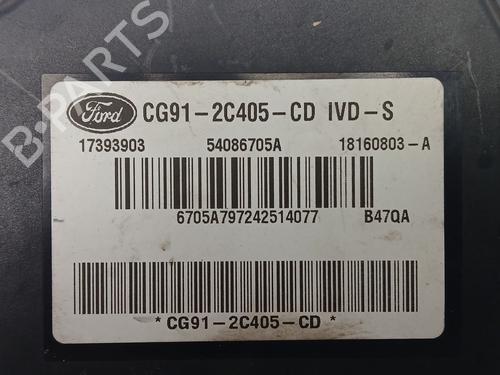 B-PARTS
Ford CG91-2C405-CD IVD-S
17393903 54086705A 18160803-A
6705A797242514077 B47QA
*CG91-2C405-CD*